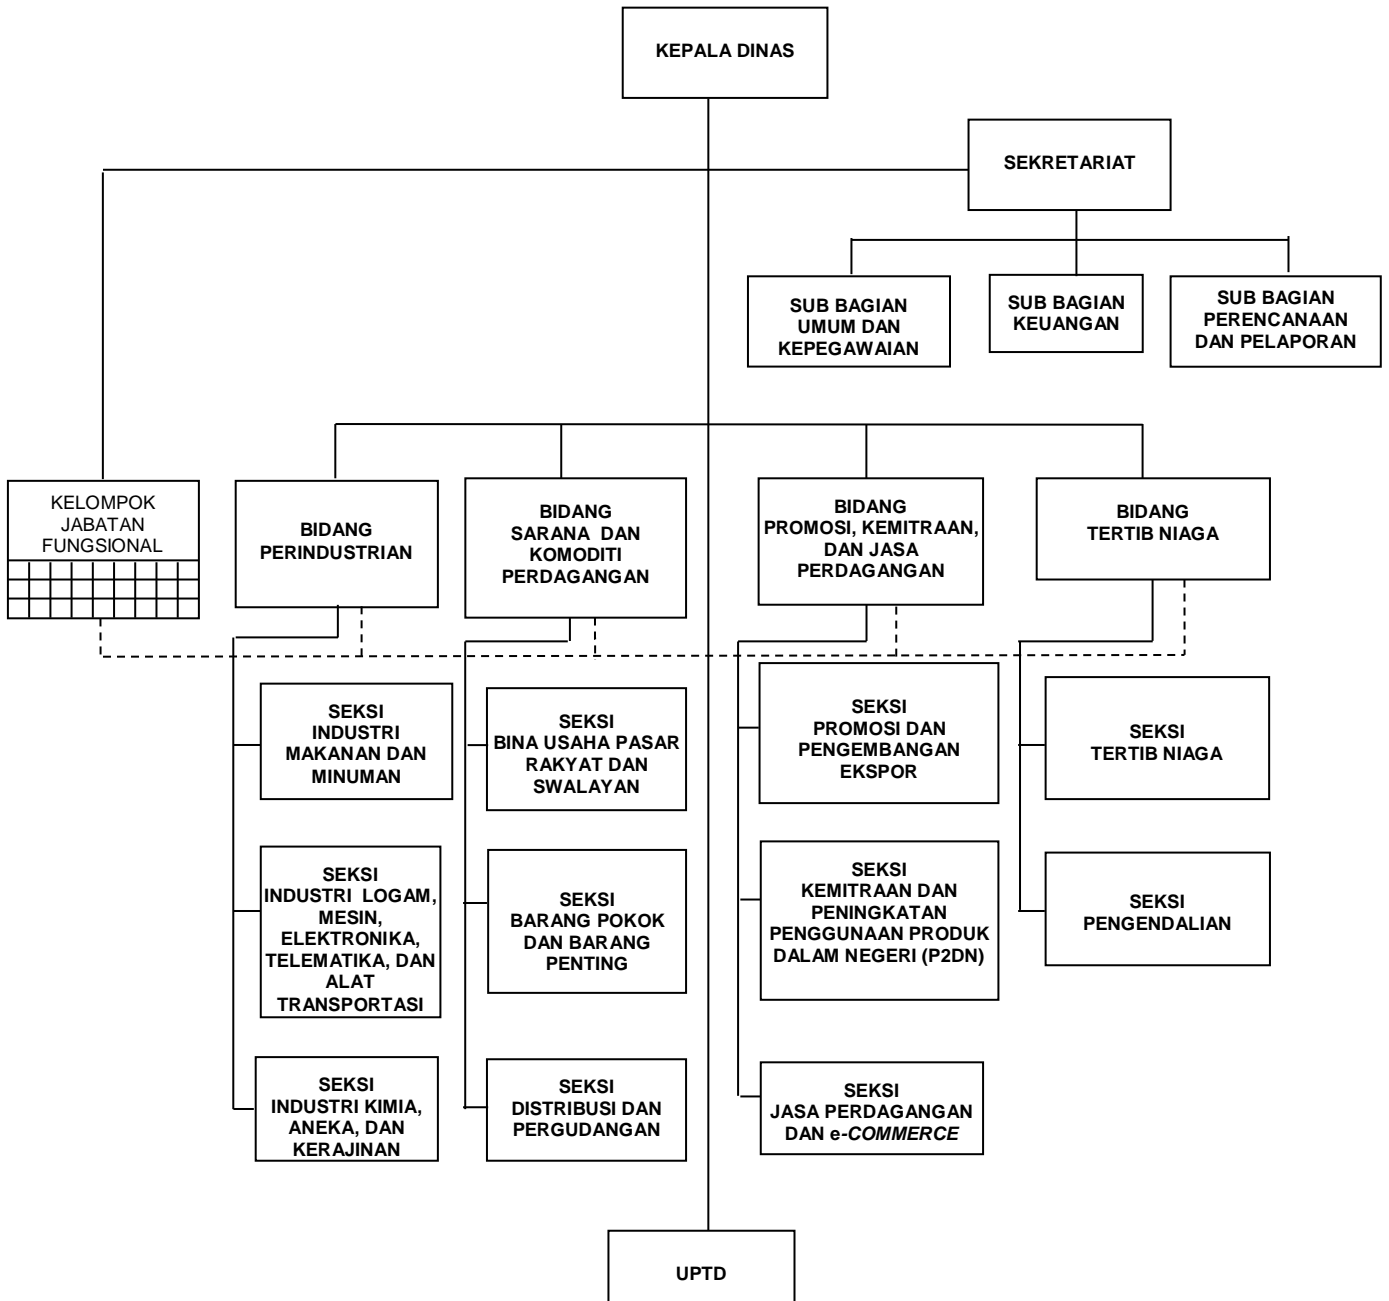 KEPALA DINAS
SEKRETARIAT
SUB BAGIAN
UMUM DAN
KEPEGAWAIAN
SUB BAGIAN
KEUANGAN
SUB BAGIAN
PERENCANAAN
DAN PELAPORAN
KELOMPOK
JABATAN
FUNGSIONAL
BIDANG
PERINDUSTRIAN
BIDANG
SARANA DAN
KOMODITI
PERDAGANGAN
BIDANG
PROMOSI, KEMITRAAN,
DAN JASA
PERDAGANGAN
BIDANG
TERTIB NIAGA
SEKSI
INDUSTRI
MAKANAN DAN
MINUMAN
SEKSI
BINA USAHA PASAR
RAKYAT DAN
SWALAYAN
SEKSI
PROMOSI DAN
PENGEMBANGAN
EKSPOR
SEKSI
TERTIB NIAGA
SEKSI
INDUSTRI LOGAM,
MESIN,
ELEKTRONIKA,
TELEMATIKA, DAN
ALAT
TRANSPORTASI
SEKSI
BARANG POKOK
DAN BARANG
PENTING
SEKSI
KEMITRAAN DAN
PENINGKATAN
PENGGUNAAN PRODUK
DALAM NEGERI (P2DN)
SEKSI
PENGENDALIAN
SEKSI
INDUSTRI KIMIA,
ANEKA, DAN
KERAJINAN
SEKSI
DISTRIBUSI DAN
PERGUDANGAN
SEKSI
JASA PERDAGANGAN
DAN e-COMMERCE
UPTD